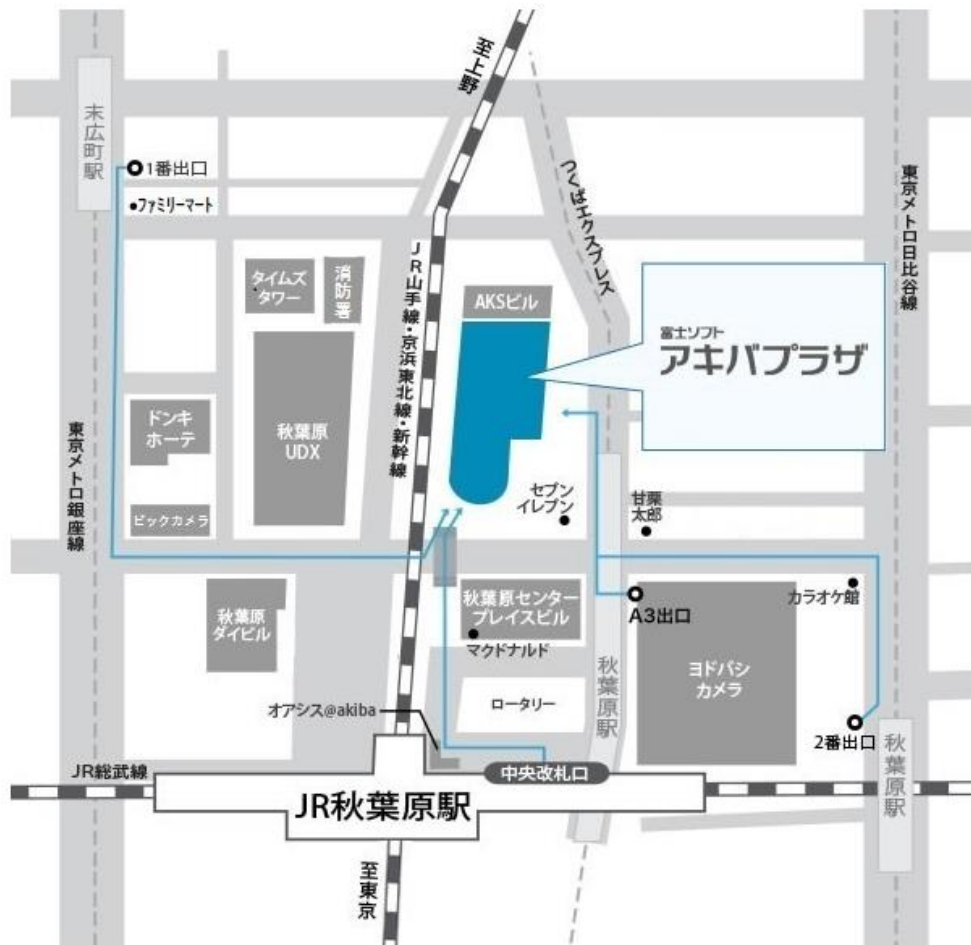 至上野
末広町駅
1番出口
ファミリーマート
つくばエクスプレス
東京メトロ日比谷線
JR山手線・京浜東北線・新幹線
タイムズ
タワー
消防署
AKSビル
富士ソフト
アキバプラザ
ドンキ
ホーテ
秋葉原
UDX
東京メトロ銀座線
ビックカメラ
セブン
イレブン
甘栗
太郎
秋葉原
ダイビル
秋葉原センター
プレイスビル
マクドナルド
A3出口
カラオケ館
ヨドバシ
カメラ
秋葉原駅
ロータリー
オアシス@akiba
2番出口
秋葉原駅
JR総武線
中央改札口
JR秋葉原駅
至東京